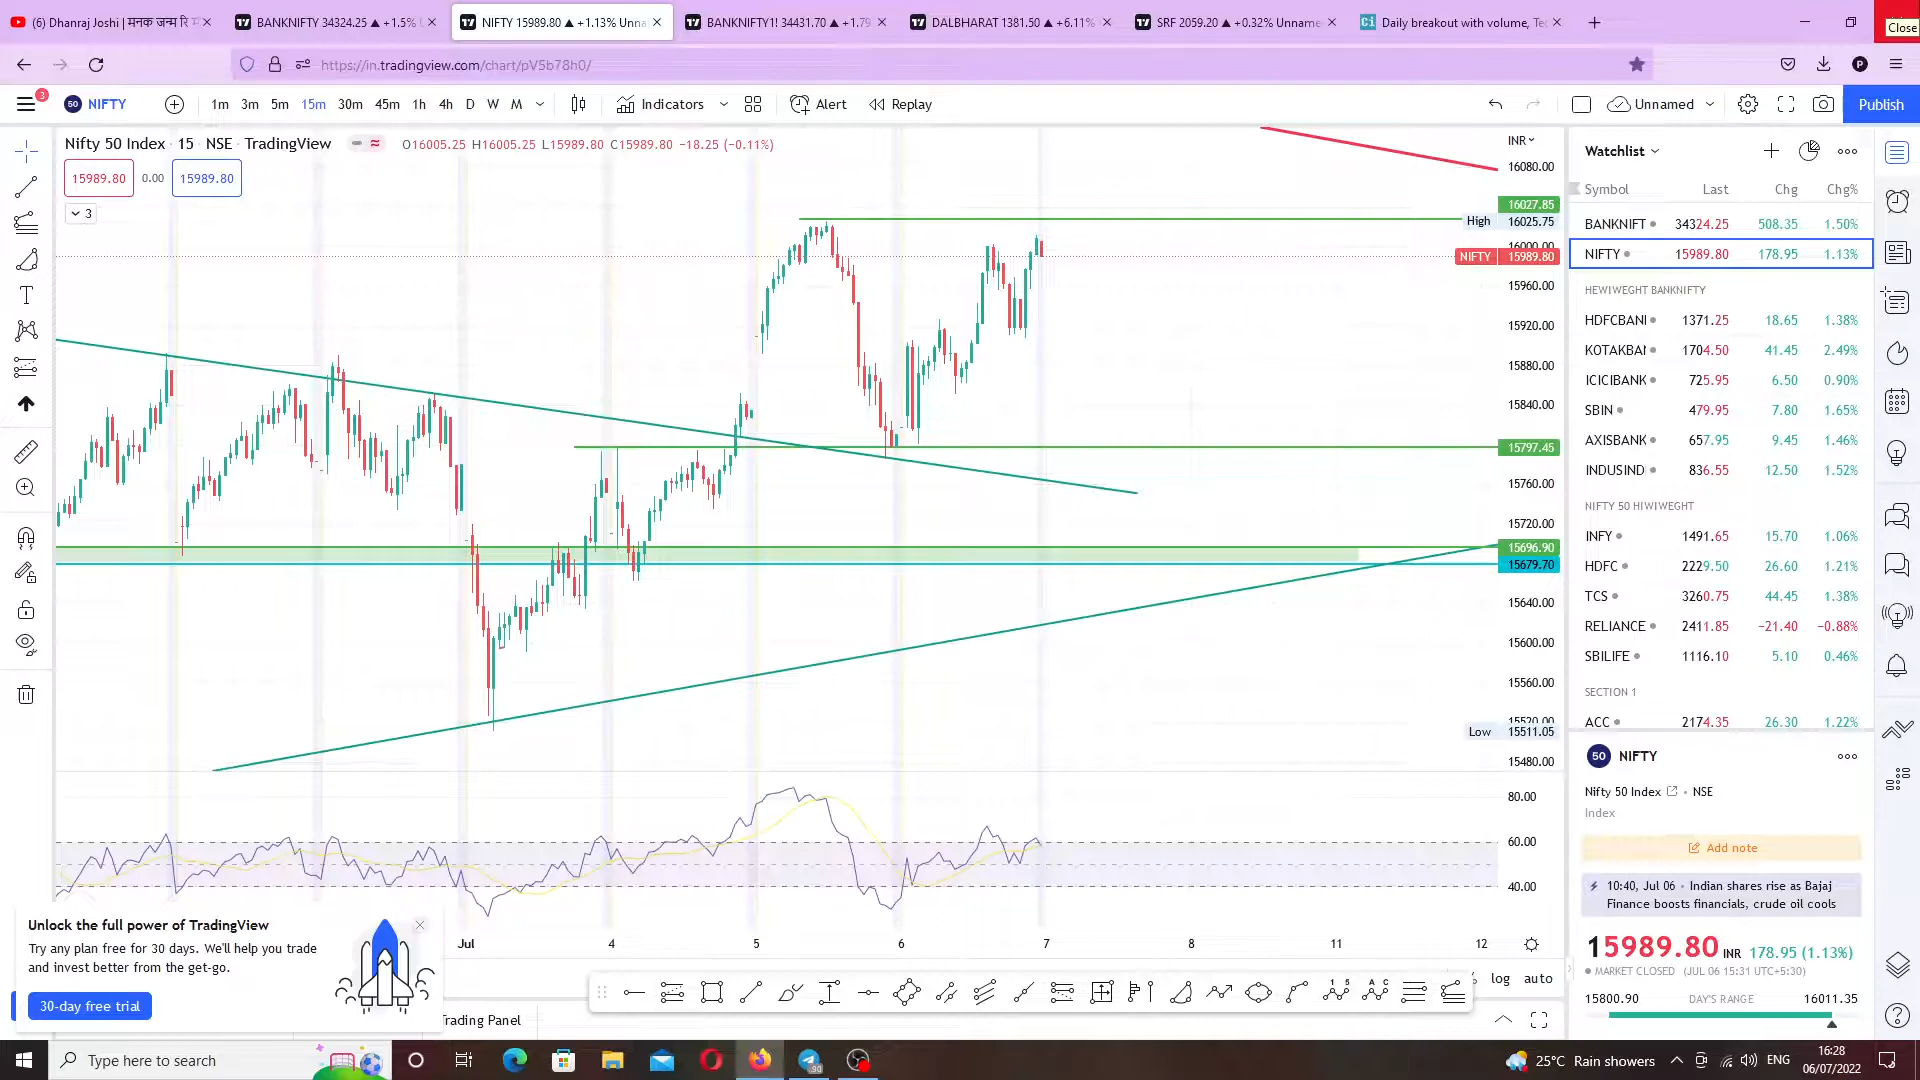 (6) Dhanraj Joshi | मनक जन्म रि
BANKNIFTY 34324.25 ▲ +1.5%
NIFTY 15989.80 ▲ +1.13% Unna
BANKNIFTY1! 34431.70 ▲ +1.79
DALBHARAT 1381.50 ▲ +6.11%
SRF 2059.20 ▲ +0.32% Unname
Daily breakout with volume, Te
Close
https://in.tradingview.com/chart/pV5b78h0/
3
50 NIFTY
1m 3m 5m 15m 30m 45m 1h 4h D W M
Indicators
Alert
Replay
Unnamed
Publish
Nifty 50 Index · 15 · NSE · TradingView
O16005.25 H16005.25 L15989.80 C15989.80 −18.25 (−0.11%)
15989.80 0.00 15989.80
3
INR
16080.00
16027.85
High 16025.75
16000.00
NIFTY 15989.80
15960.00
15920.00
15880.00
15840.00
15797.45
15760.00
15720.00
15696.90
15679.70
15640.00
15600.00
15560.00
15520.00
Low 15511.05
15480.00
80.00
60.00
40.00
Jul 4 5 6 7 8 11 12
Watchlist
Symbol Last Chg Chg%
BANKNIFT 34324.25 508.35 1.50%
NIFTY 15989.80 178.95 1.13%
HEWIWEGHT BANKNIFTY
HDFCBANI 1371.25 18.65 1.38%
KOTAKBAI 1704.50 41.45 2.49%
ICICIBANK 725.95 6.50 0.90%
SBIN 479.95 7.80 1.65%
AXISBANK 657.95 9.45 1.46%
INDUSIND 836.55 12.50 1.52%
NIFTY 50 HIWIWEGHT
INFY 1491.65 15.70 1.06%
HDFC 2229.50 26.60 1.21%
TCS 3260.75 44.45 1.38%
RELIANCE 2411.85 −21.40 −0.88%
SBILIFE 1116.10 5.10 0.46%
SECTION 1
ACC 2174.35 26.30 1.22%
50 NIFTY
Nifty 50 Index · NSE
Index
Add note
10:40, Jul 06 · Indian shares rise as Bajaj
Finance boosts financials, crude oil cools
15989.80 INR 178.95 (1.13%)
MARKET CLOSED (JUL 06 15:31 UTC+5:30)
15800.90 DAY'S RANGE 16011.35
Unlock the full power of TradingView
Try any plan free for 30 days. We'll help you trade
and invest better from the get-go.
30-day free trial
% log auto
rading Panel
Type here to search
90
25°C Rain showers
ENG
16:28
06/07/2022